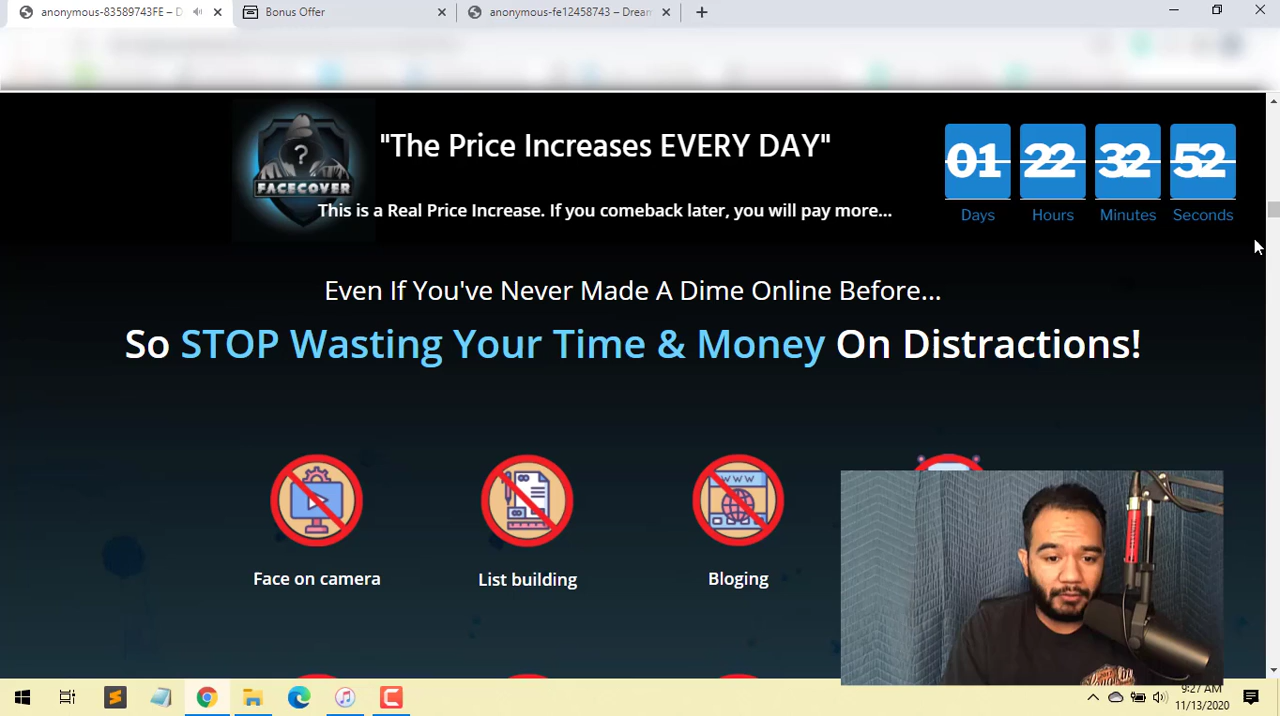 anonymous-83589743FE – D
Bonus Offer
anonymous-fe12458743 – Dream
?
FACECOVER
"The Price Increases EVERY DAY"
This is a Real Price Increase. If you comeback later, you will pay more...
01 22 32 52
Days Hours Minutes Seconds
Even If You've Never Made A Dime Online Before...
So STOP Wasting Your Time & Money On Distractions!
WWW
Face on camera
List building
Bloging
9:27 AM
11/13/2020